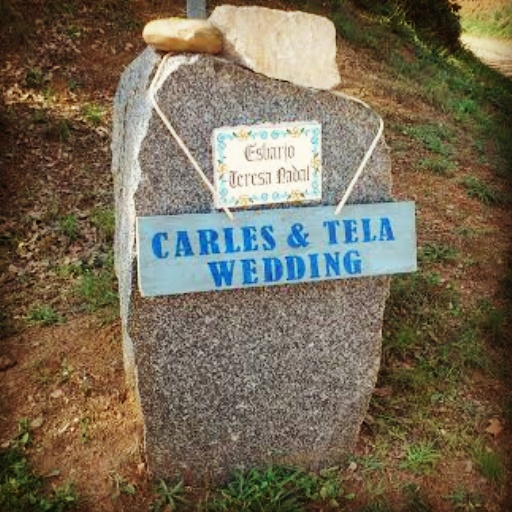 Esbarjo
Teresa Nadal
CARLES & TELA
WEDDING